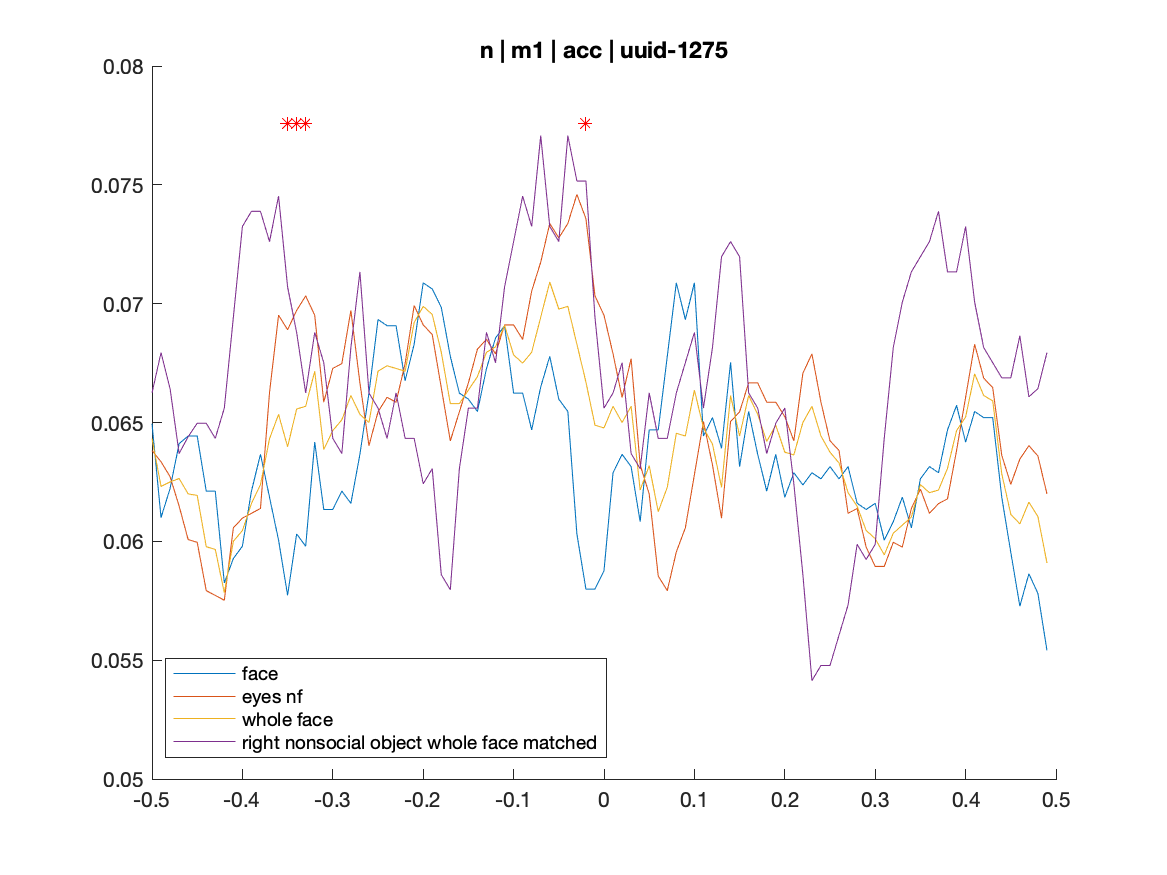 n | m1 | acc | uuid-1275
0.08
0.075
0.07
0.065
0.06
0.055
0.05
face
eyes nf
whole face
right nonsocial object whole face matched
-0.5 -0.4 -0.3 -0.2 -0.1 0 0.1 0.2 0.3 0.4 0.5